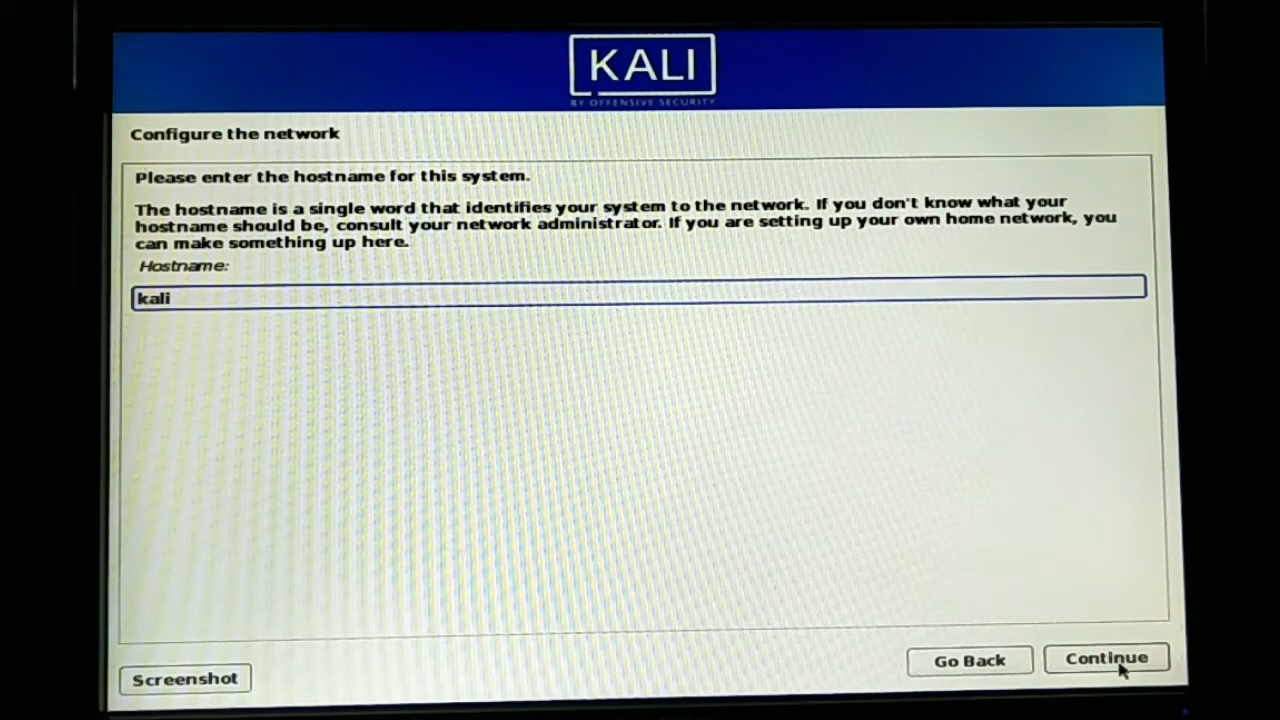 KALI
BY OFFENSIVE SECURITY
Configure the network
Please enter the hostname for this system.
The hostname is a single word that identifies your system to the network. If you don't know what your
hostname should be, consult your network administrator. If you are setting up your own home network, you
can make something up here.
Hostname:
kali
Screenshot
Go Back
Continue